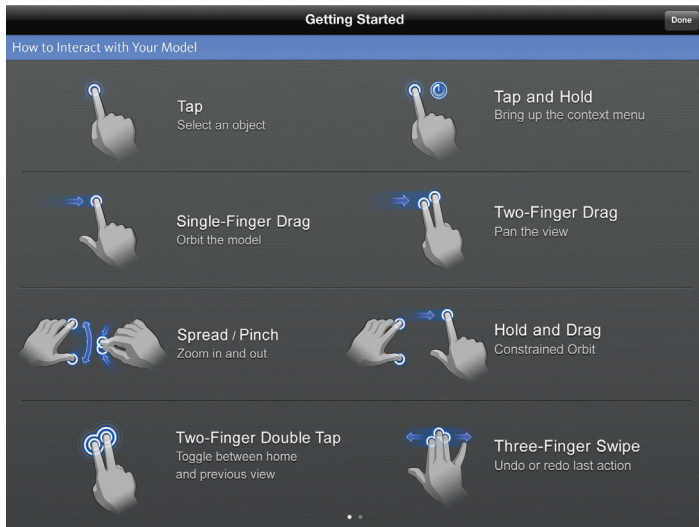 Getting Started
Done
How to Interact with Your Model
Tap
Select an object
Tap and Hold
Bring up the context menu
Single-Finger Drag
Orbit the model
Two-Finger Drag
Pan the view
Spread / Pinch
Zoom in and out
Hold and Drag
Constrained Orbit
Two-Finger Double Tap
Toggle between home
and previous view
Three-Finger Swipe
Undo or redo last action